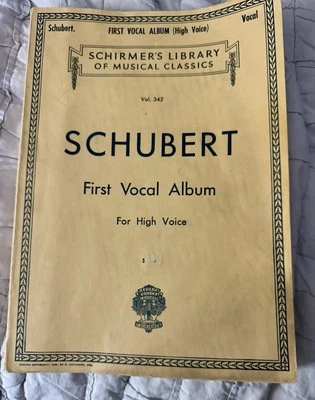 Schubert. FIRST VOCAL ALBUM (High Voice) Vocal
SCHIRMER'S LIBRARY
OF MUSICAL CLASSICS
Vol. 342
SCHUBERT
First Vocal Album
For High Voice
$